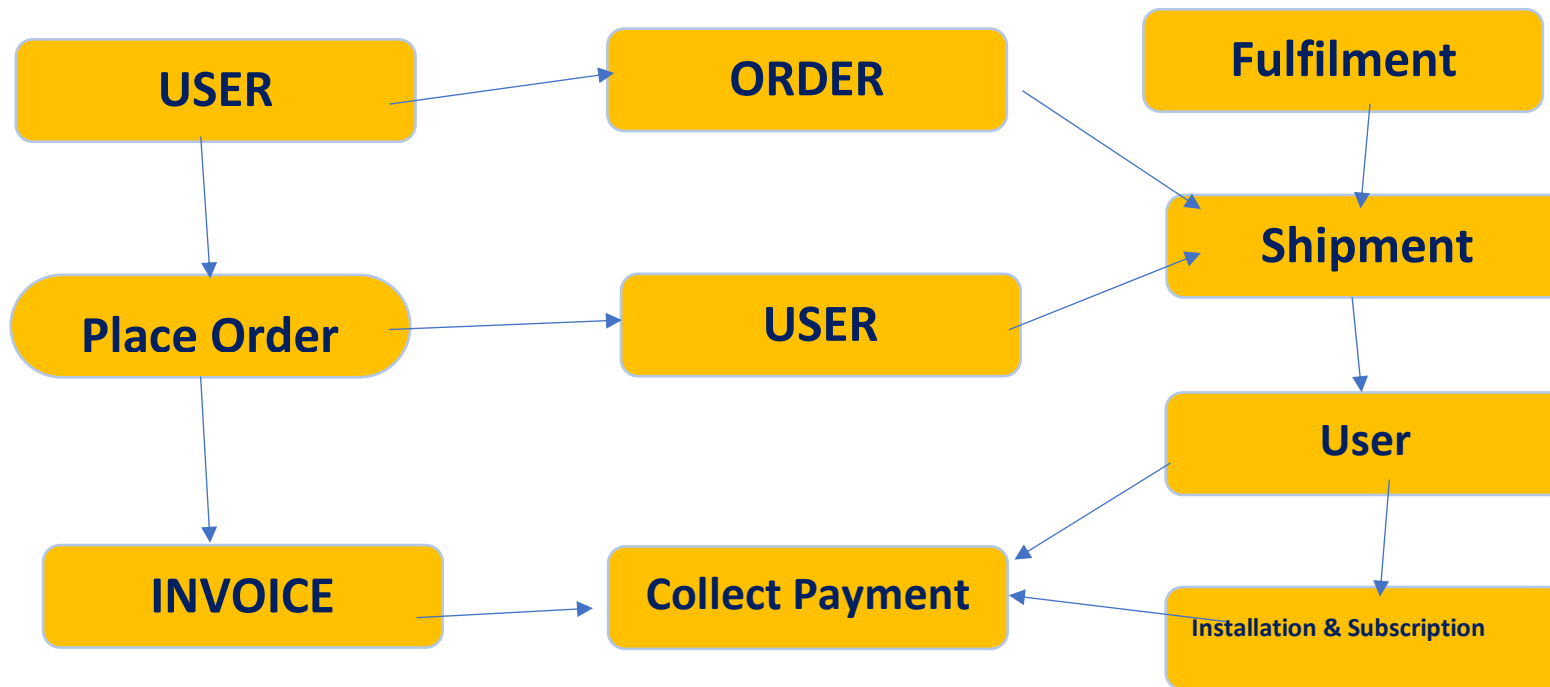 USER
ORDER
Fulfilment
Shipment
Place Order
USER
User
INVOICE
Collect Payment
Installation & Subscription